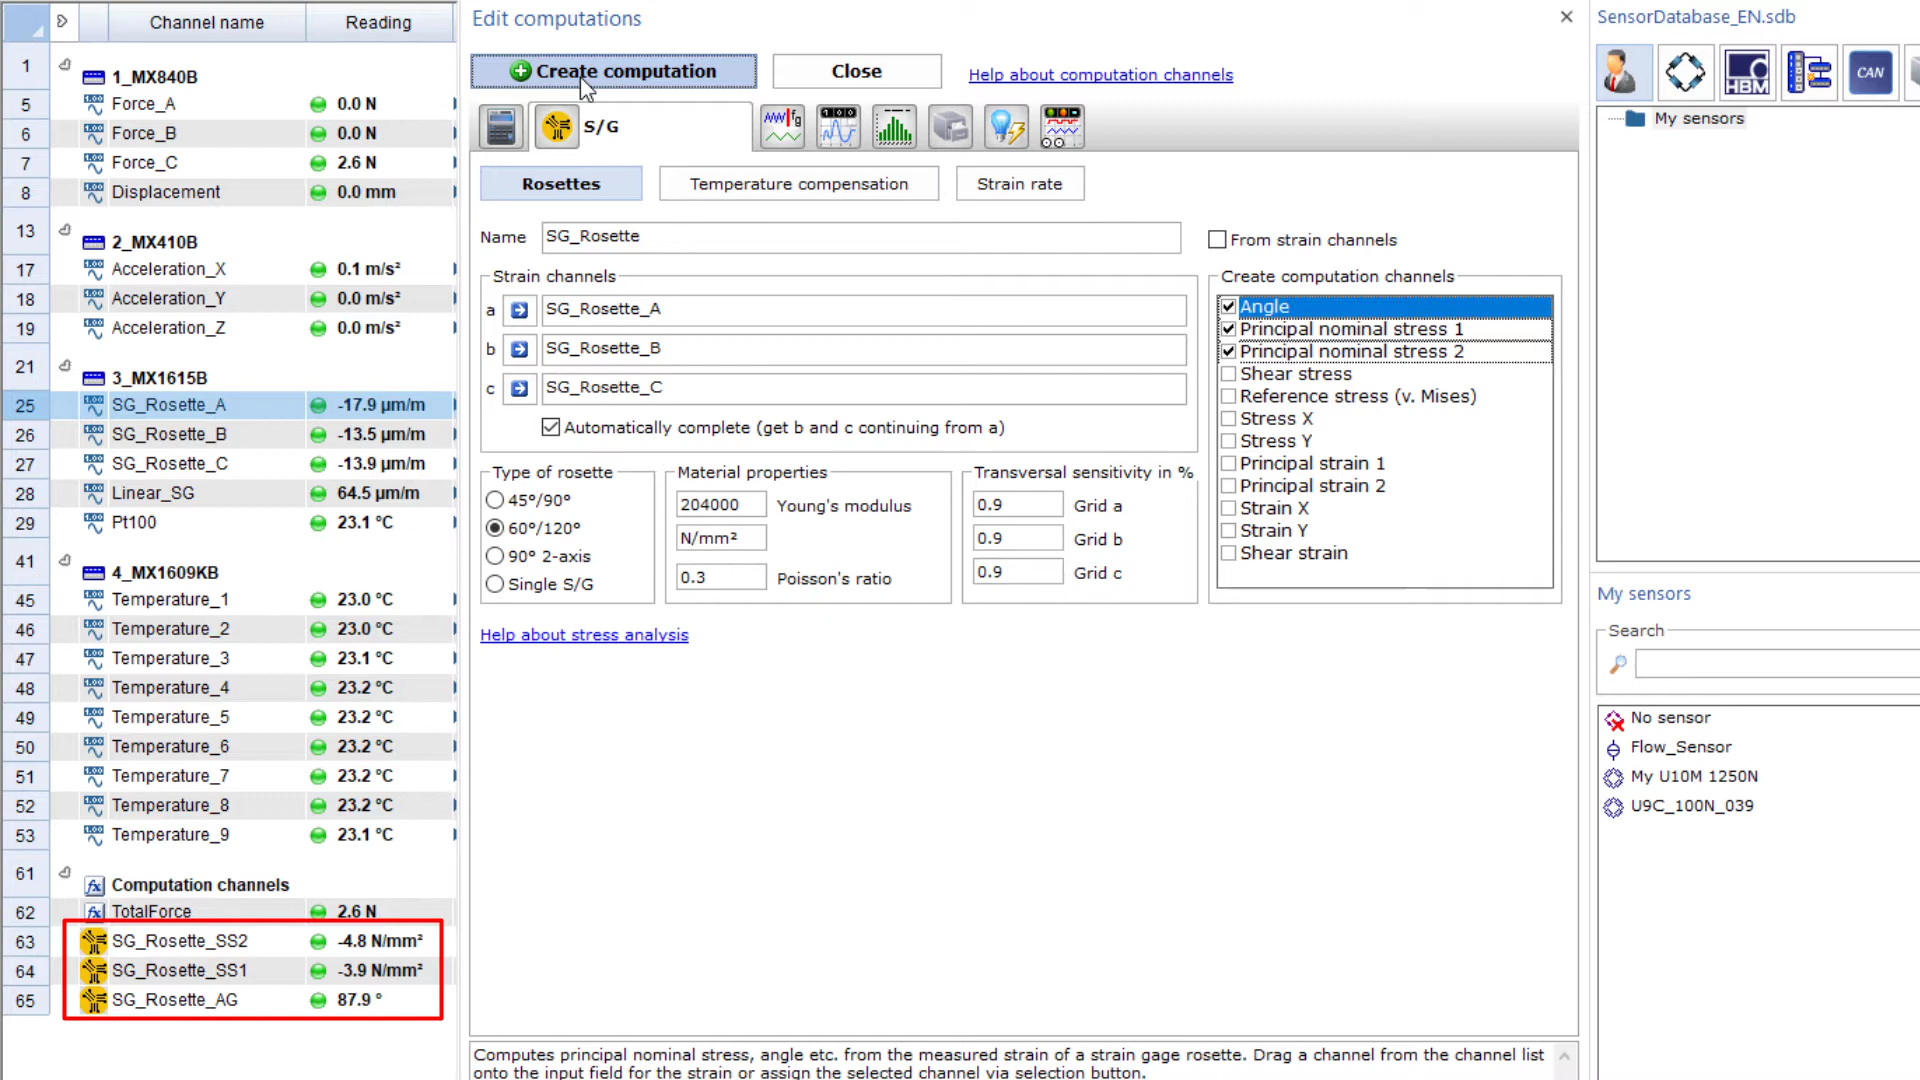 Channel name Reading
1 1_MX840B
5 Force_A 0.0 N
6 Force_B 0.0 N
7 Force_C 2.6 N
8 Displacement 0.0 mm
13 2_MX410B
17 Acceleration_X 0.1 m/s²
18 Acceleration_Y 0.0 m/s²
19 Acceleration_Z 0.0 m/s²
21 3_MX1615B
25 SG_Rosette_A -17.9 µm/m
26 SG_Rosette_B -13.5 µm/m
27 SG_Rosette_C -13.9 µm/m
28 Linear_SG 64.5 µm/m
29 Pt100 23.1 °C
41 4_MX1609KB
45 Temperature_1 23.0 °C
46 Temperature_2 23.0 °C
47 Temperature_3 23.1 °C
48 Temperature_4 23.2 °C
49 Temperature_5 23.2 °C
50 Temperature_6 23.2 °C
51 Temperature_7 23.2 °C
52 Temperature_8 23.2 °C
53 Temperature_9 23.1 °C
61 Computation channels
62 TotalForce 2.6 N
63 SG_Rosette_SS2 -4.8 N/mm²
64 SG_Rosette_SS1 -3.9 N/mm²
65 SG_Rosette_AG 87.9 °
Edit computations
Create computation Close Help about computation channels
S/G
Rosettes Temperature compensation Strain rate
Name SG_Rosette
Strain channels
a SG_Rosette_A
b SG_Rosette_B
c SG_Rosette_C
Automatically complete (get b and c continuing from a)
Type of rosette
45°/90°
60°/120°
90° 2-axis
Single S/G
Material properties
204000 Young's modulus
N/mm²
0.3 Poisson's ratio
Transversal sensitivity in %
0.9 Grid a
0.9 Grid b
0.9 Grid c
From strain channels
Create computation channels
Angle
Principal nominal stress 1
Principal nominal stress 2
Shear stress
Reference stress (v. Mises)
Stress X
Stress Y
Principal strain 1
Principal strain 2
Strain X
Strain Y
Shear strain
Help about stress analysis
Computes principal nominal stress, angle etc. from the measured strain of a strain gage rosette. Drag a channel from the channel list
onto the input field for the strain or assign the selected channel via selection button.
SensorDatabase_EN.sdb
HBM CAN
My sensors
My sensors
Search
No sensor
Flow_Sensor
My U10M 1250N
U9C_100N_039